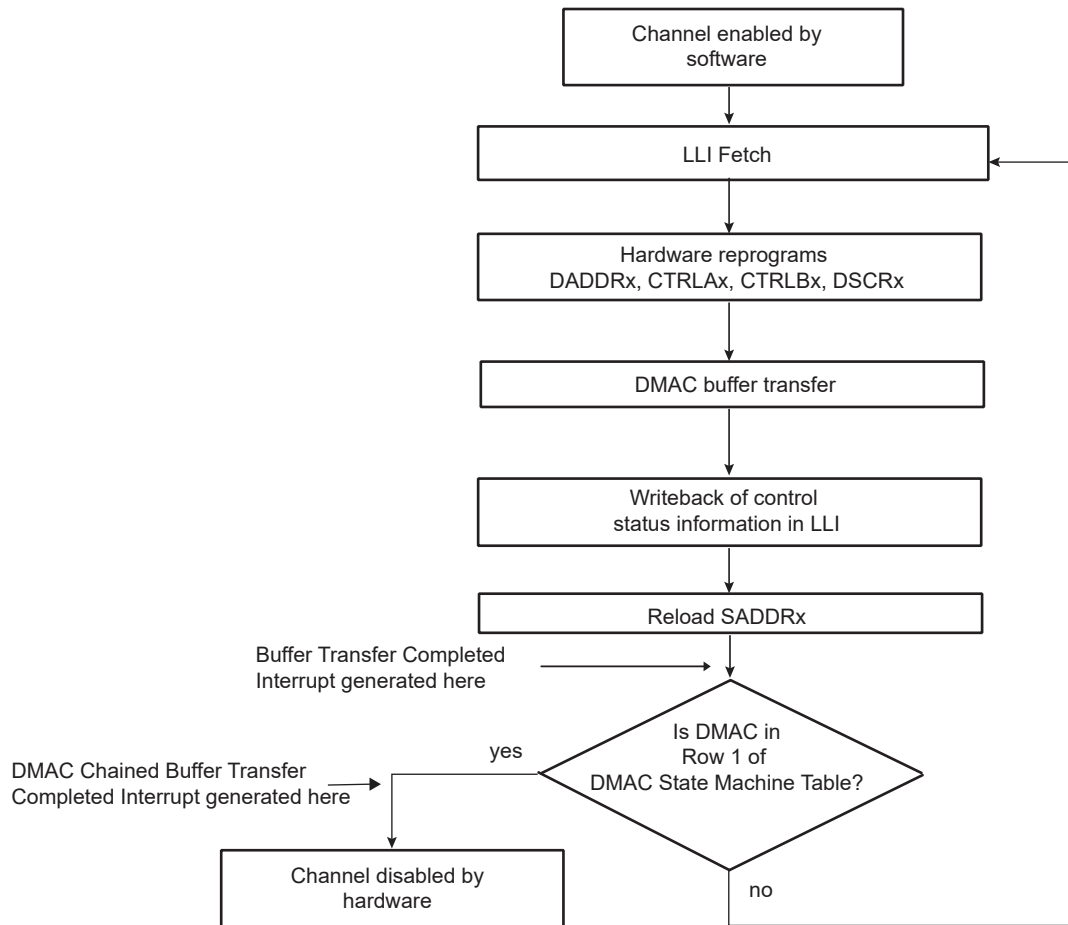 Channel enabled by
software
LLI Fetch
Hardware reprograms
DADDRx, CTRLAx, CTRLBx, DSCRx
DMAC buffer transfer
Writeback of control
status information in LLI
Reload SADDRx
Buffer Transfer Completed
Interrupt generated here
Is DMAC in
Row 1 of
DMAC State Machine Table?
yes
DMAC Chained Buffer Transfer
Completed Interrupt generated here
Channel disabled by
hardware
no